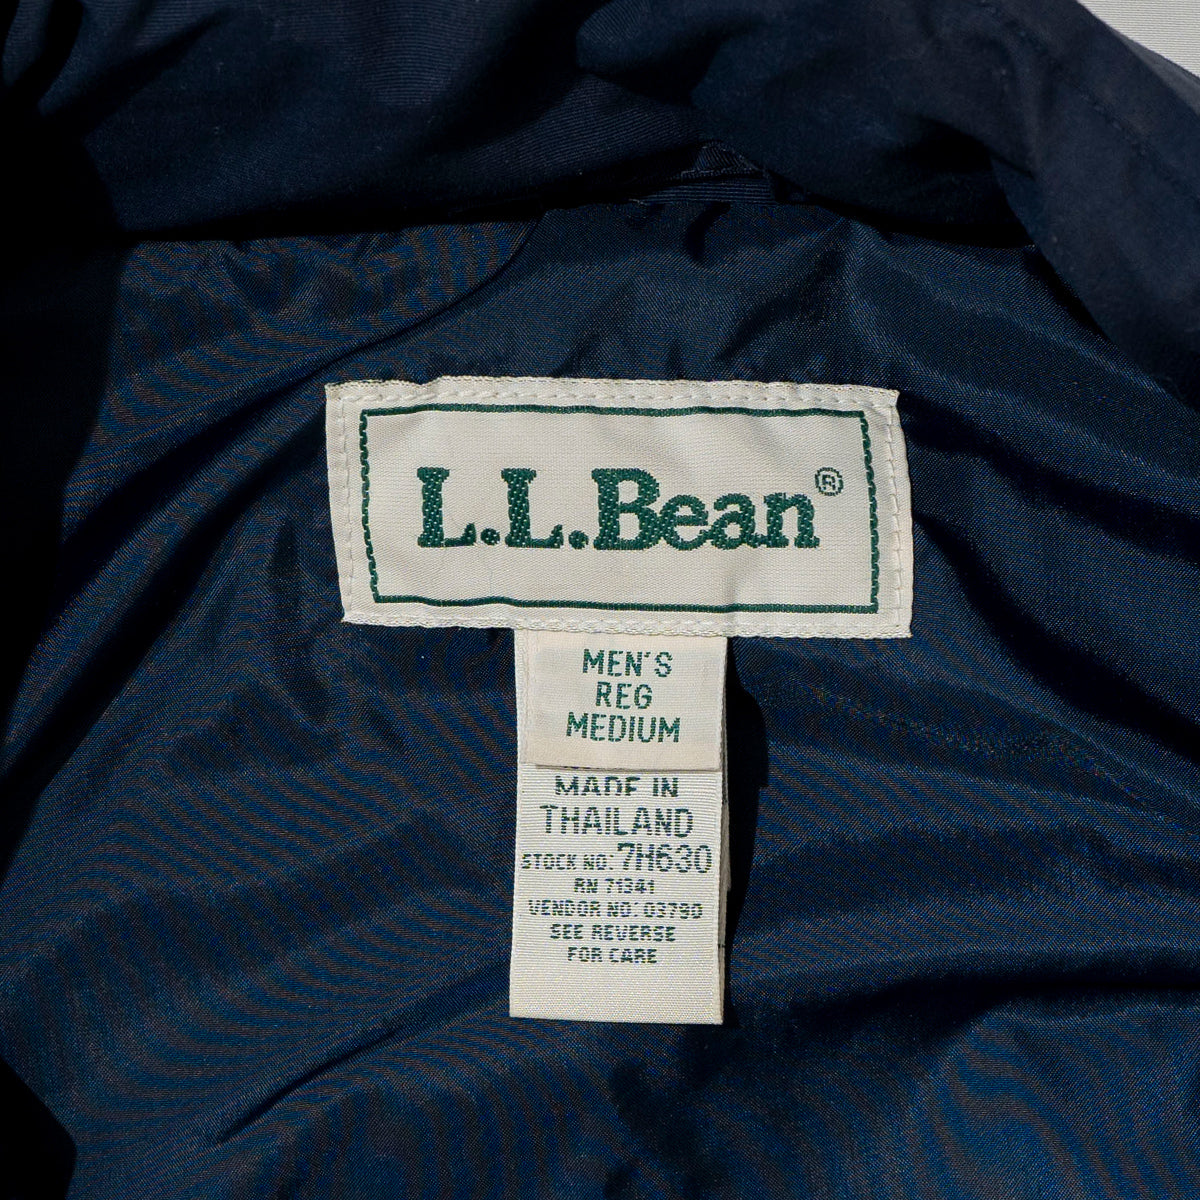 L.L.Bean®
MEN'S
REG
MEDIUM
MADE IN
THAILAND
STOCK NO: 7H630
RN 71341
VENDOR NO: 03790
SEE REVERSE
FOR CARE